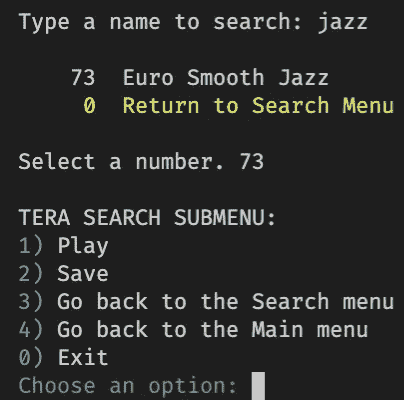 Type a name to search: jazz
73  Euro Smooth Jazz
0  Return to Search Menu
Select a number. 73
TERA SEARCH SUBMENU:
1) Play
2) Save
3) Go back to the Search menu
4) Go back to the Main menu
0) Exit
Choose an option: